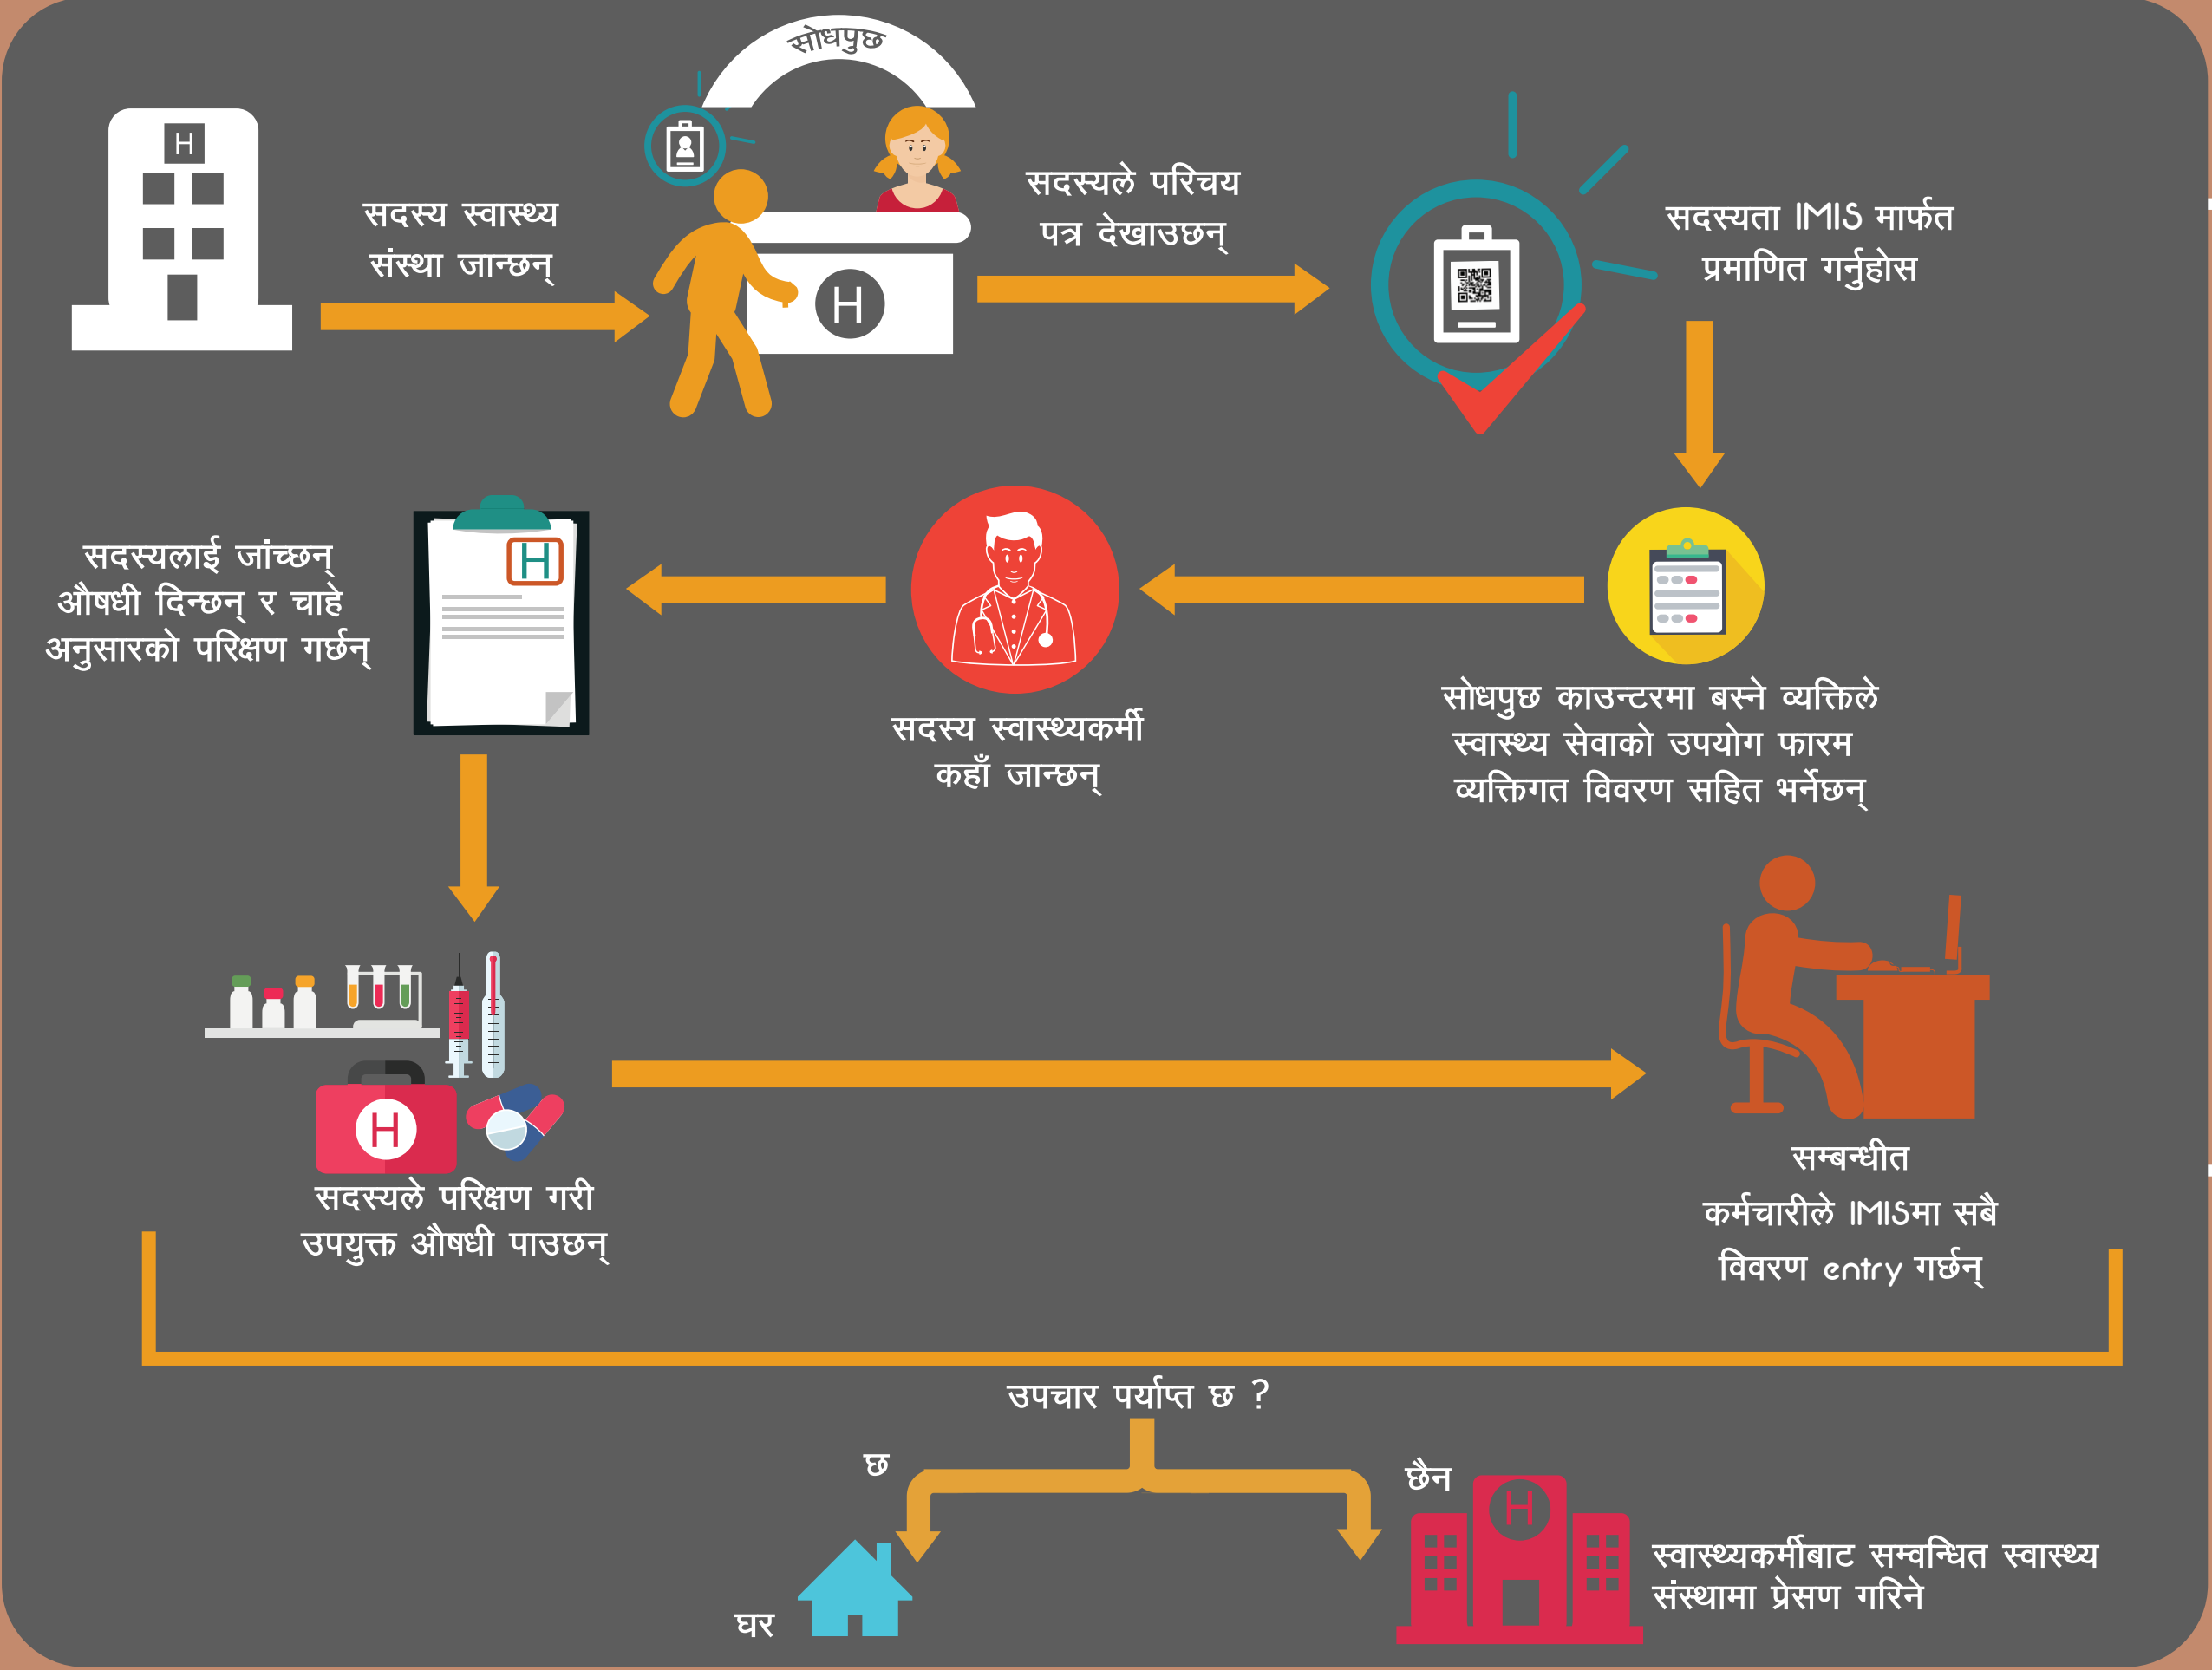 सोधपुछ
H
सदस्य स्वास्थ्य
संस्था जान्छन्
H
सदस्यले परिचय
पत्र देखाउछन्
सदस्यता IMIS मार्फत
प्रमाणित गर्नुहोस
सोधपुछ काउन्टरमा बस्ने व्यक्तिले
स्वास्थ्य सेवाको उपयोग फारम
व्यक्तिगत विवरण सहित भर्नेछन्
सदस्य स्वास्थ्यकर्मी
कहाँ जान्छन्
H
सदस्यलाई जांच्छन्
औषधी दिन्छन् र चाहे
अनुसारको परिक्षण गर्छन्
H
सदस्यले परिक्षण गरी
उपयुक्त औषधी पाउछन्
सम्बन्धीत
कर्मचारीले IMISमा सबै
विवरण entry गर्छन्
उपचार पर्याप्त छ ?
छ
छैन
घर
H
स्वास्थ्यकर्मीबाट सम्वन्धित स्वास्थ्य
संस्थामा प्रेसण गरिने